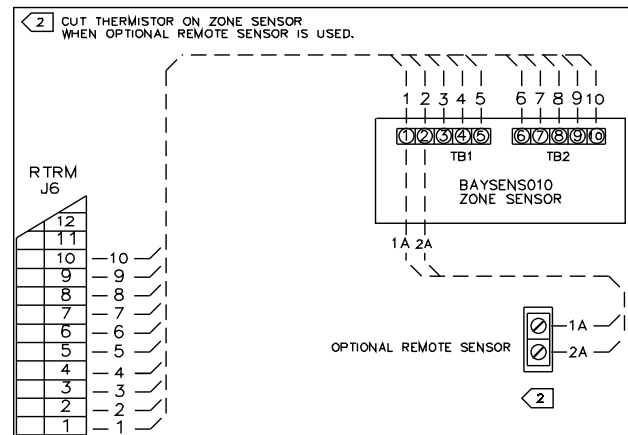 2 CUT THERMISTOR ON ZONE SENSOR
WHEN OPTIONAL REMOTE SENSOR IS USED.
1 2 3 4 5 6 7 8 9 10
1 2 3 4 5 6 7 8 9 10
TB1 TB2
BAYSENS010
ZONE SENSOR
RTRM
J6
12
11
10 10
9 9
8 8
7 7
6 6
5 5
4 4
3 3
2 2
1 1
1A 2A
1A
OPTIONAL REMOTE SENSOR
2A
2